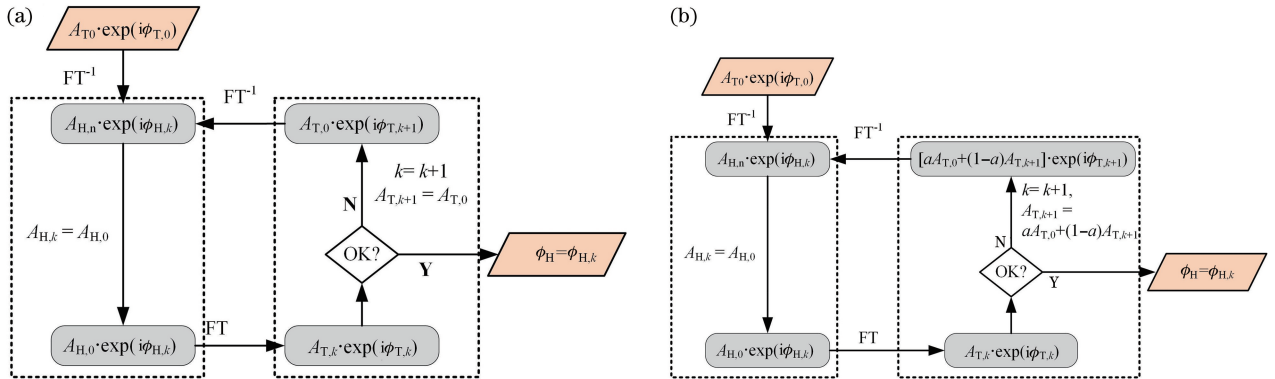 (a)
A_T0·exp(iϕ_T,0)
FT⁻¹
FT⁻¹
A_H,n·exp(iϕ_H,k)
A_T,0·exp(iϕ_T,k+1)
k= k+1
A_T,k+1 = A_T,0
N
A_H,k = A_H,0
OK?
Y
ϕ_H=ϕ_H,k
A_H,0·exp(iϕ_H,k)
FT
A_T,k·exp(iϕ_T,k)
(b)
A_T0·exp(iϕ_T,0)
FT⁻¹
FT⁻¹
A_H,n·exp(iϕ_H,k)
[aA_T,0+(1−a)A_T,k+1]·exp(iϕ_T,k+1)
k= k+1,
A_T,k+1 =
aA_T,0+(1−a)A_T,k+1
N
A_H,k = A_H,0
OK?
Y
ϕ_H=ϕ_H,k
A_H,0·exp(iϕ_H,k)
FT
A_T,k·exp(iϕ_T,k)